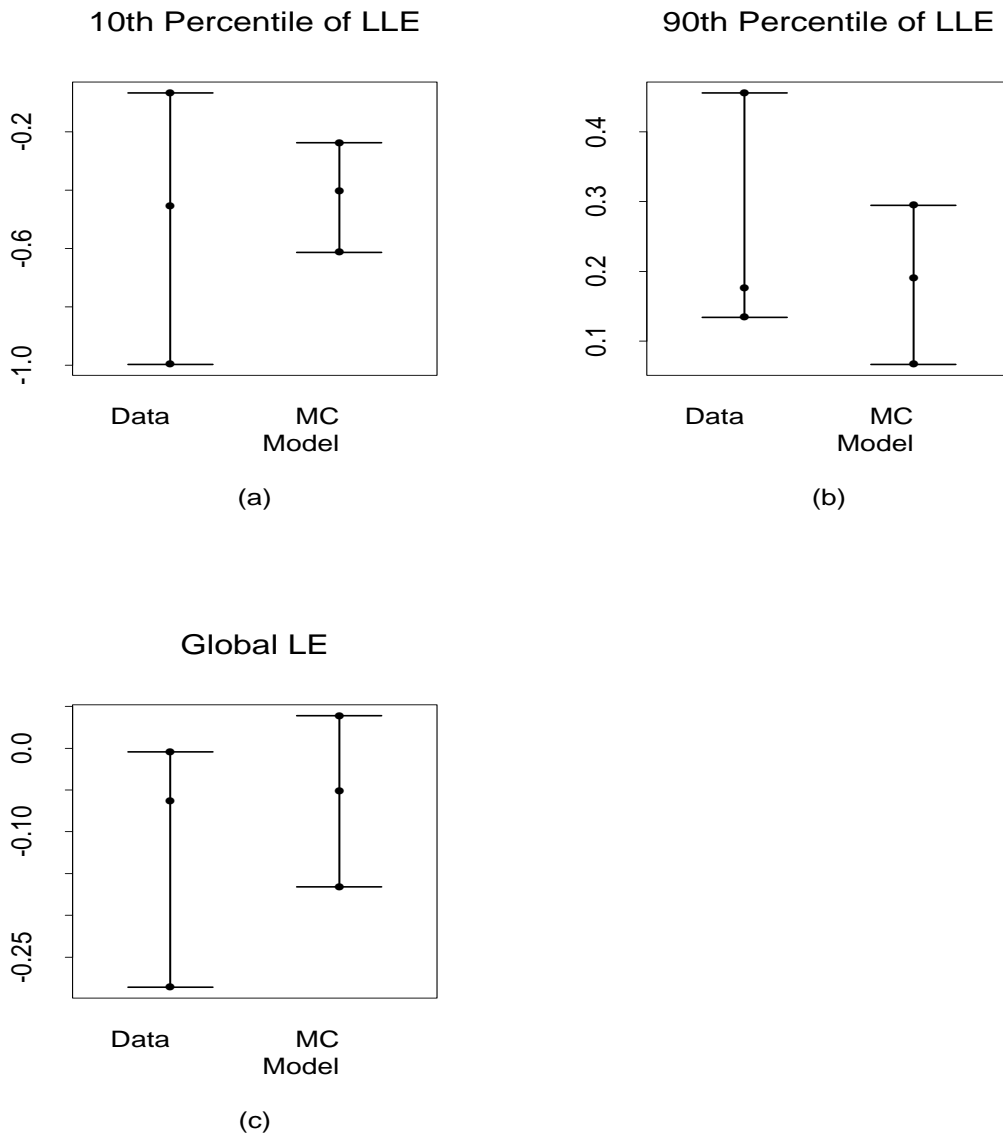 10th Percentile of LLE
-0.2
-0.6
-1.0
Data
MC
Model
(a)
90th Percentile of LLE
0.4
0.3
0.2
0.1
Data
MC
Model
(b)
Global LE
0.0
-0.10
-0.25
Data
MC
Model
(c)